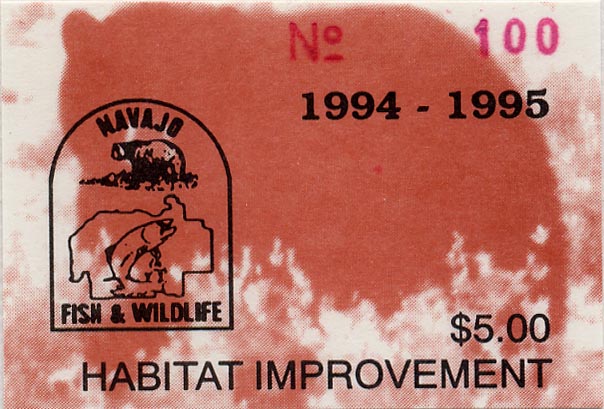 Nº 100
1994 - 1995
NAVAJO
FISH & WILDLIFE
$5.00
HABITAT IMPROVEMENT